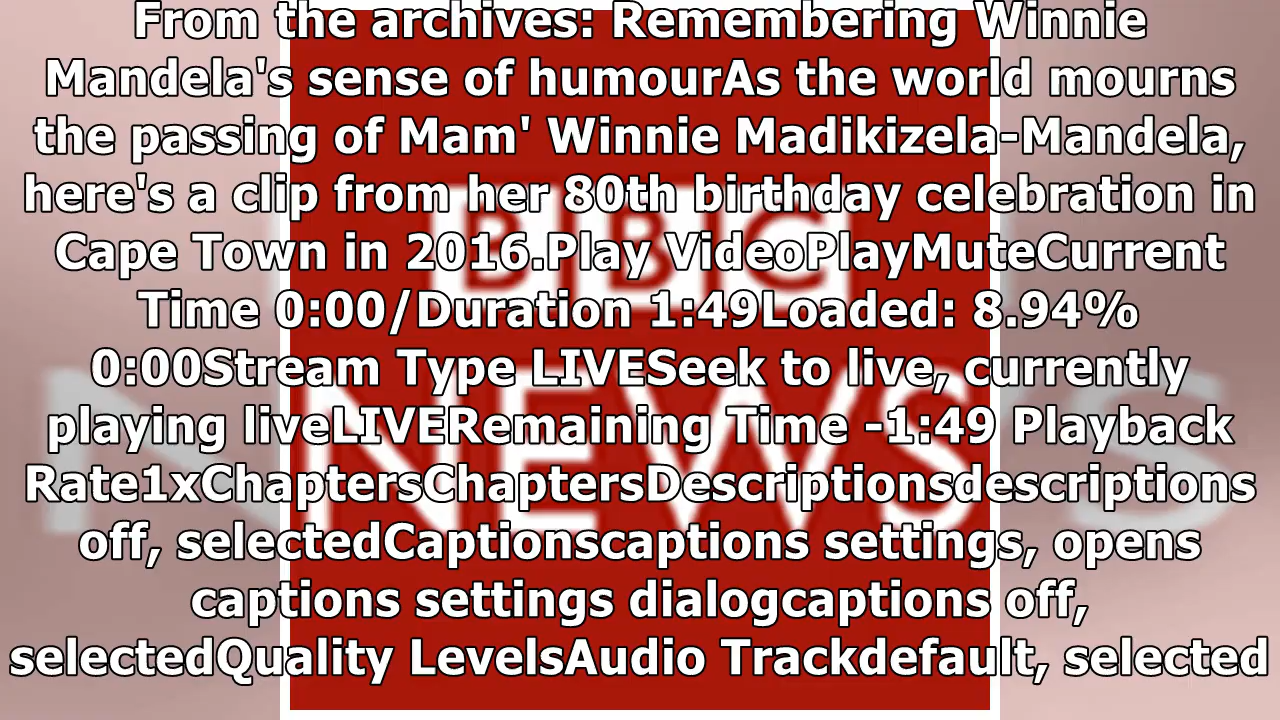 From the archives: Remembering Winnie
Mandela's sense of humourAs the world mourns
the passing of Mam' Winnie Madikizela-Mandela,
here's a clip from her 80th birthday celebration in
Cape Town in 2016.Play VideoPlayMuteCurrent
Time 0:00/Duration 1:49Loaded: 8.94%
0:00Stream Type LIVESeek to live, currently
playing liveLIVERemaining Time -1:49 Playback
Rate1xChaptersChaptersDescriptionsdescriptions
off, selectedCaptionscaptions settings, opens
captions settings dialogcaptions off,
selectedQuality LevelsAudio Trackdefault, selected
BBC
NEWS